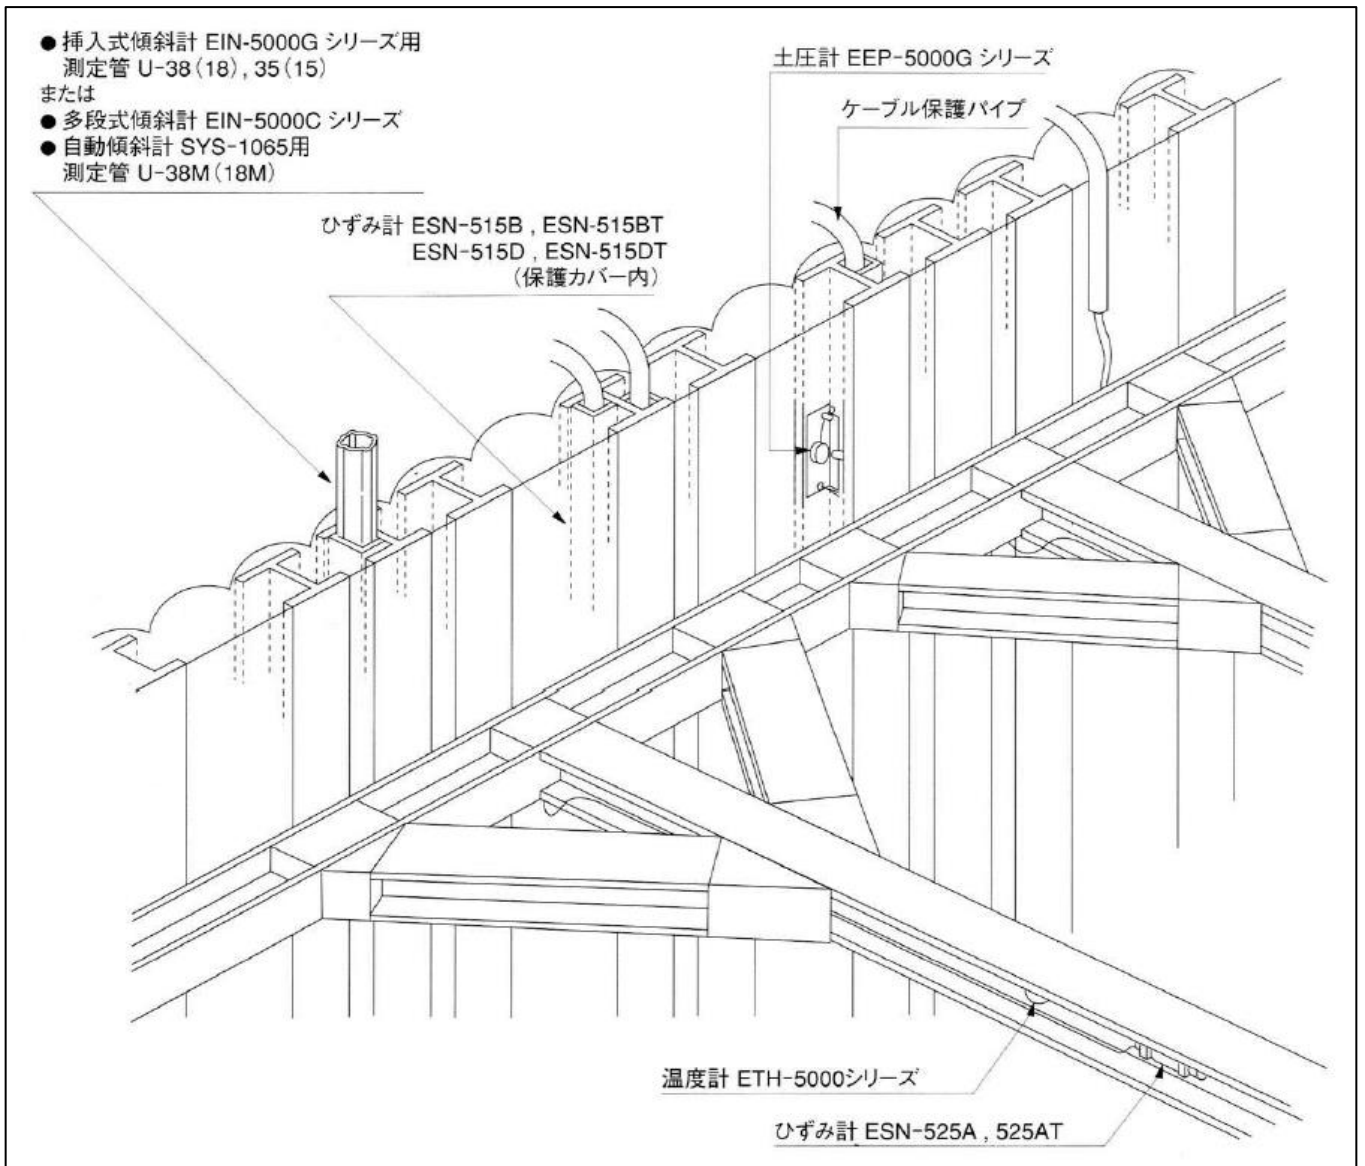 ● 挿入式傾斜計 EIN-5000G シリーズ用
測定管 U-38(18) , 35(15)
または
● 多段式傾斜計 EIN-5000C シリーズ
● 自動傾斜計 SYS-1065用
測定管 U-38M(18M)
土圧計 EEP-5000G シリーズ
ケーブル保護パイプ
ひずみ計 ESN-515B , ESN-515BT
ESN-515D , ESN-515DT
(保護カバー内)
温度計 ETH-5000シリーズ
ひずみ計 ESN-525A , 525AT